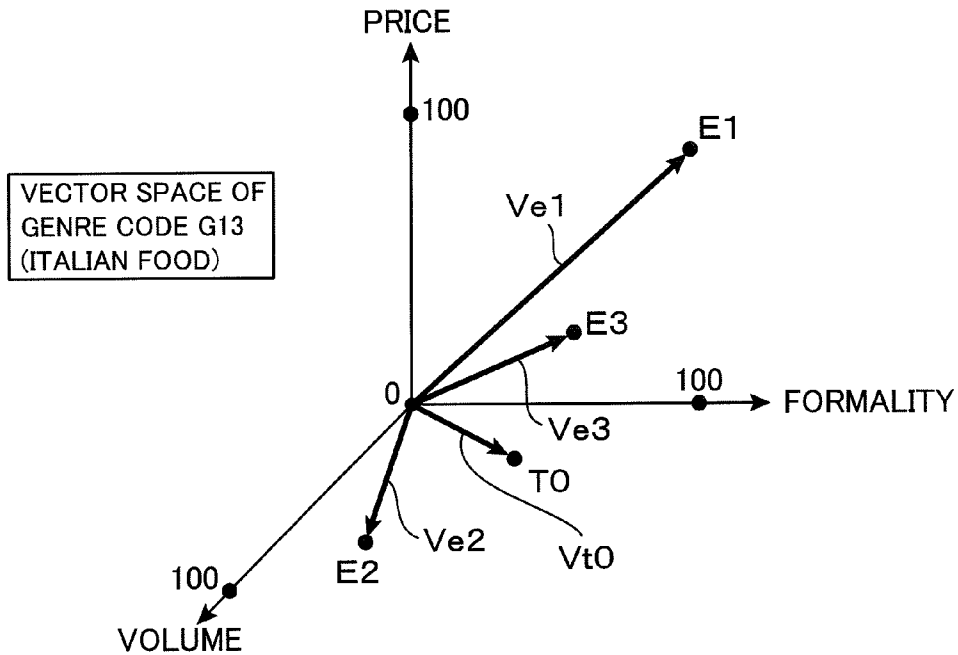 PRICE
100
E1
VECTOR SPACE OF
GENRE CODE G13
(ITALIAN FOOD)
Ve1
E3
0
100
FORMALITY
Ve3
T0
Ve2
Vt0
E2
100
VOLUME